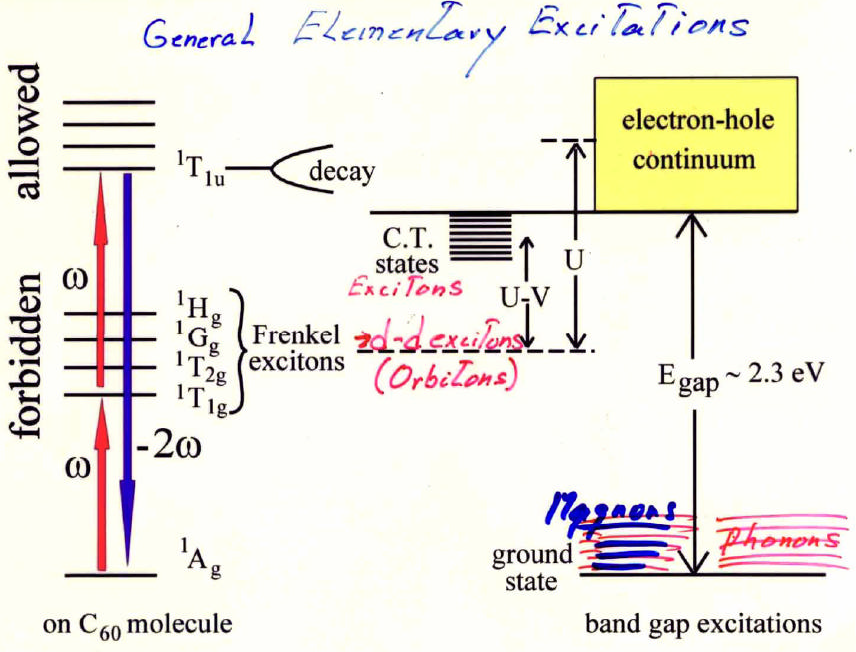 General Elementary Excitations
allowed
forbidden
¹T₁ᵤ
decay
ω
¹H_g
¹G_g
¹T₂g
¹T₁g
Frenkel
excitons
ω
-2ω
¹A_g
on C₆₀ molecule
C.T.
states
Excitons
U-V
U
d-d excitons
(Orbitons)
electron-hole
continuum
E_gap ~ 2.3 eV
Magnons
Phonons
ground
state
band gap excitations